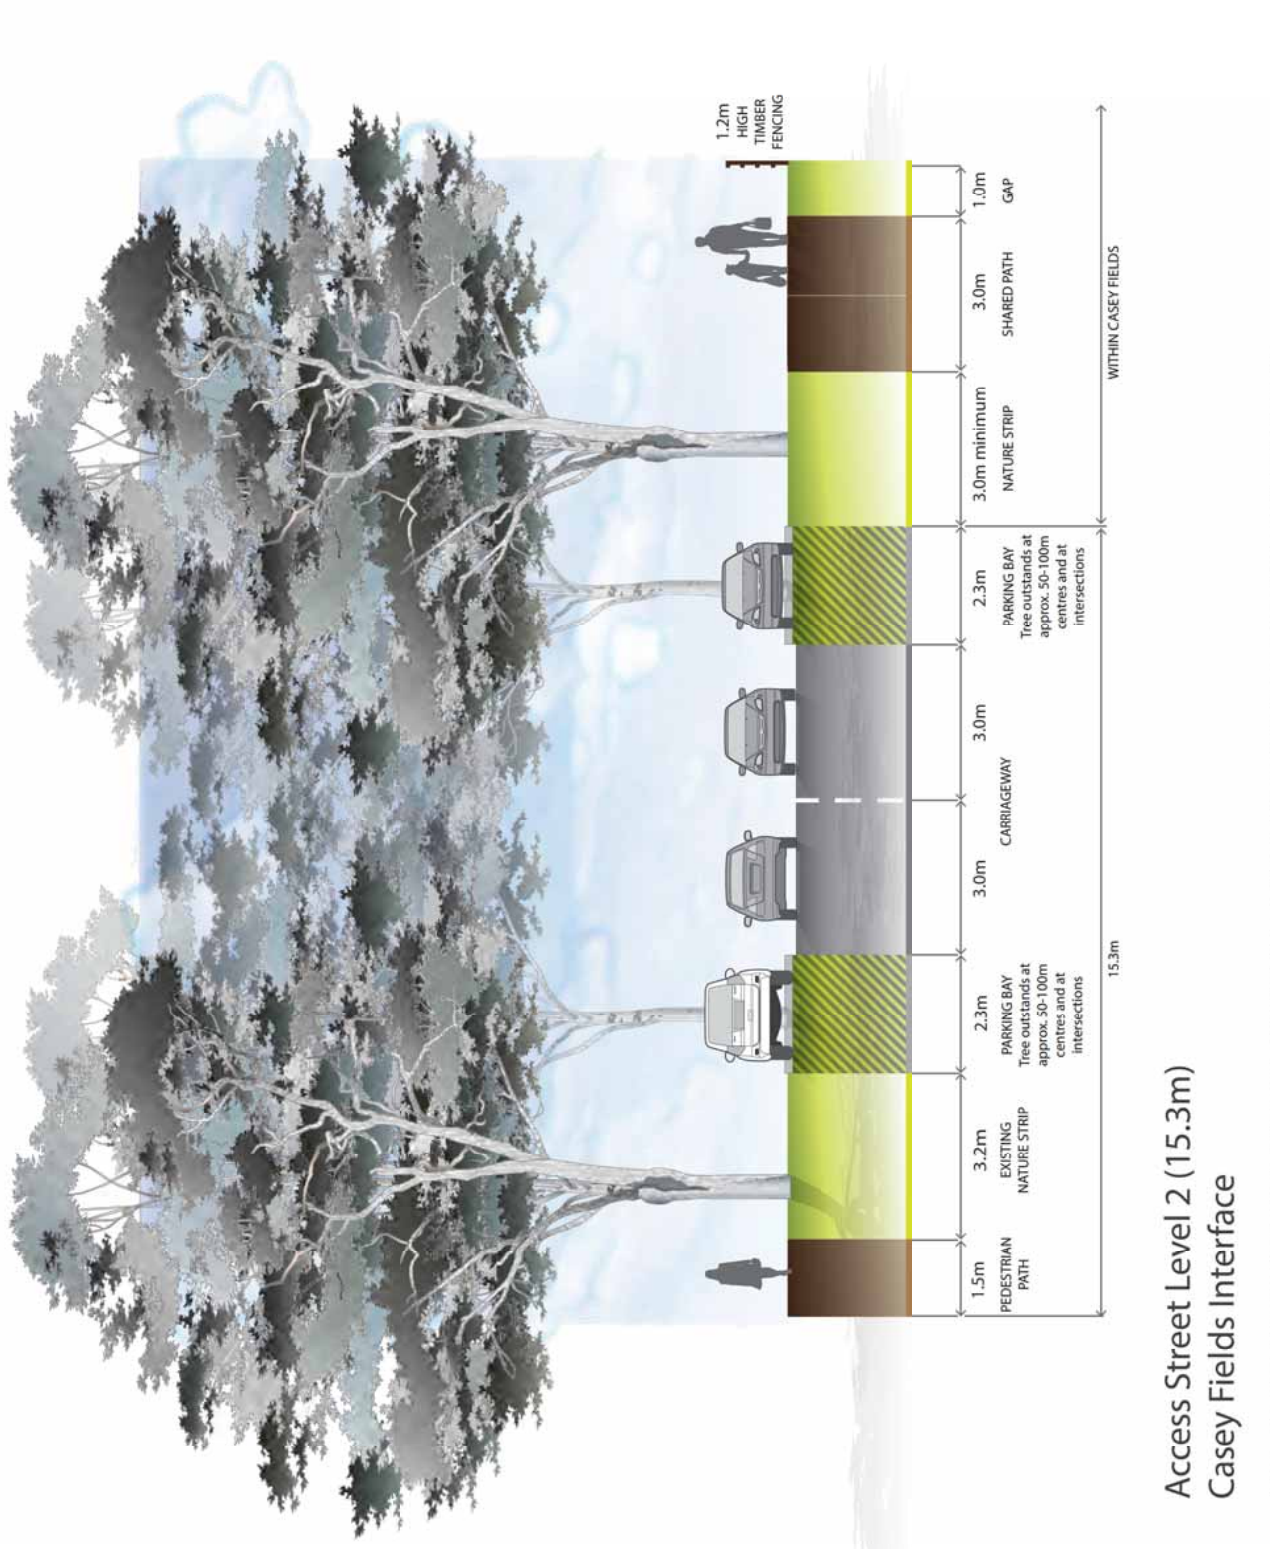 1.2m
HIGH
TIMBER
FENCING
1.5m
3.2m
2.3m
3.0m
3.0m
2.3m
3.0m minimum
3.0m
1.0m
PEDESTRIAN
PATH
EXISTING
NATURE STRIP
PARKING BAY
Tree outstands at
approx. 50-100m
centres and at
intersections
CARRIAGEWAY
PARKING BAY
Tree outstands at
approx. 50-100m
centres and at
intersections
NATURE STRIP
SHARED PATH
GAP
15.3m
WITHIN CASEY FIELDS
Access Street Level 2 (15.3m)
Casey Fields Interface